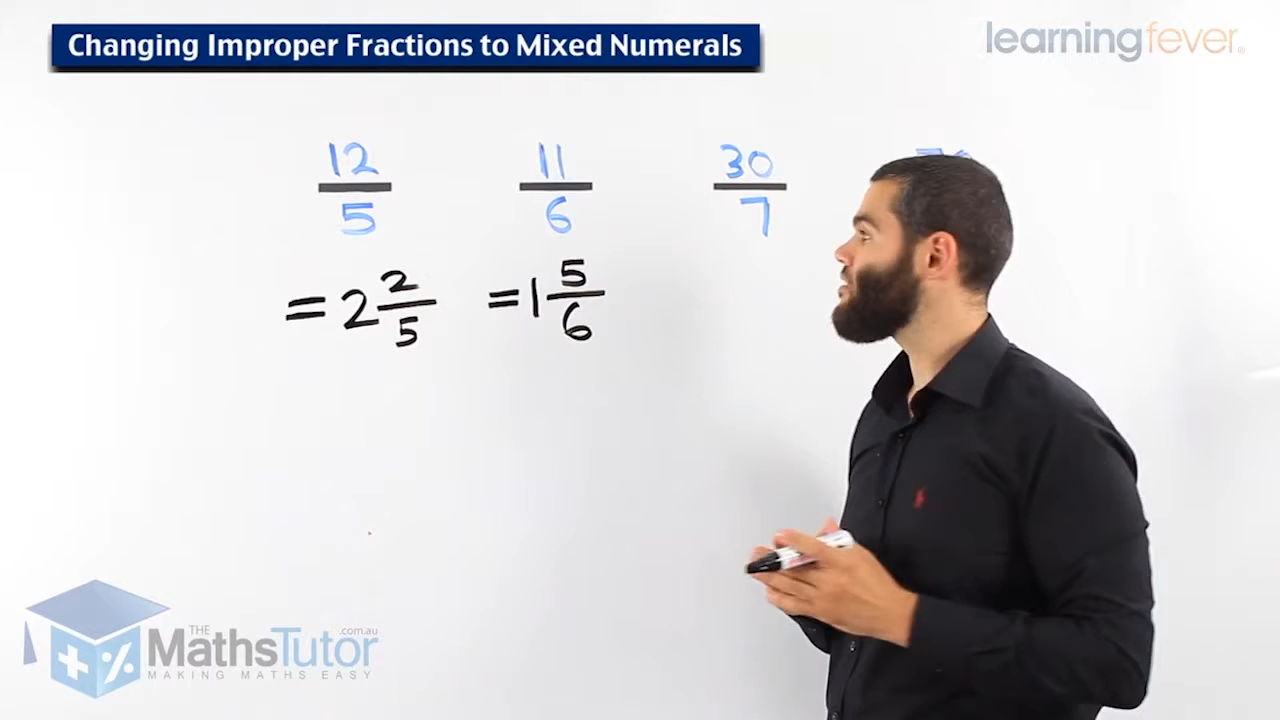 Changing Improper Fractions to Mixed Numerals
learningfever
12/5 11/6 30/7
= 2 2/5 = 1 5/6
THE MathsTutor .com.au
MAKING MATHS EASY